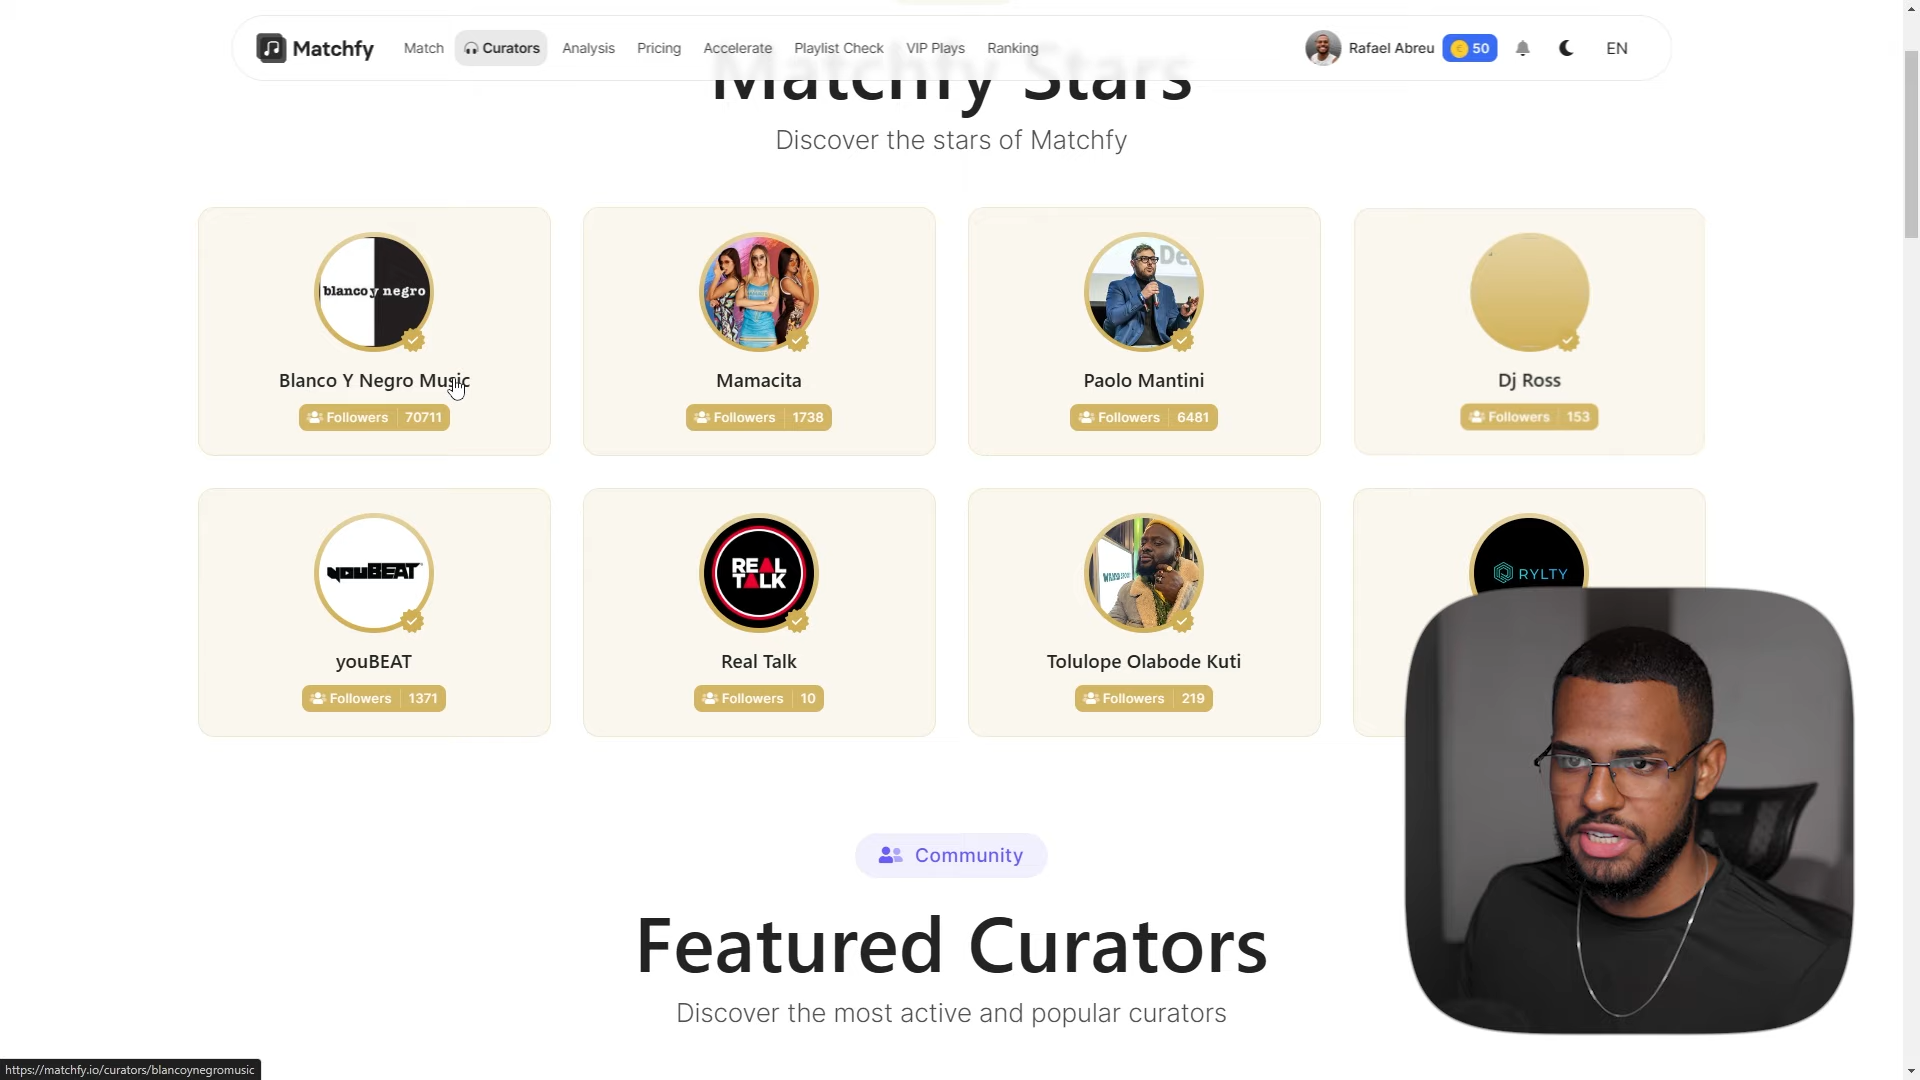 Matchfy
Match
Curators
Analysis
Pricing
Accelerate
Playlist Check
VIP Plays
Ranking
Rafael Abreu
50
EN
Matchfy Stars
Discover the stars of Matchfy
blanco y negro
Blanco Y Negro Music
Followers 70711
Mamacita
Followers 1738
De
Paolo Mantini
Followers 6481
Dj Ross
Followers 153
youBEAT
youBEAT
Followers 1371
REAL
TALK
Real Talk
Followers 10
Tolulope Olabode Kuti
Followers 219
RYLTY
Community
Featured Curators
Discover the most active and popular curators
https://matchfy.io/curators/blancoynegromusic